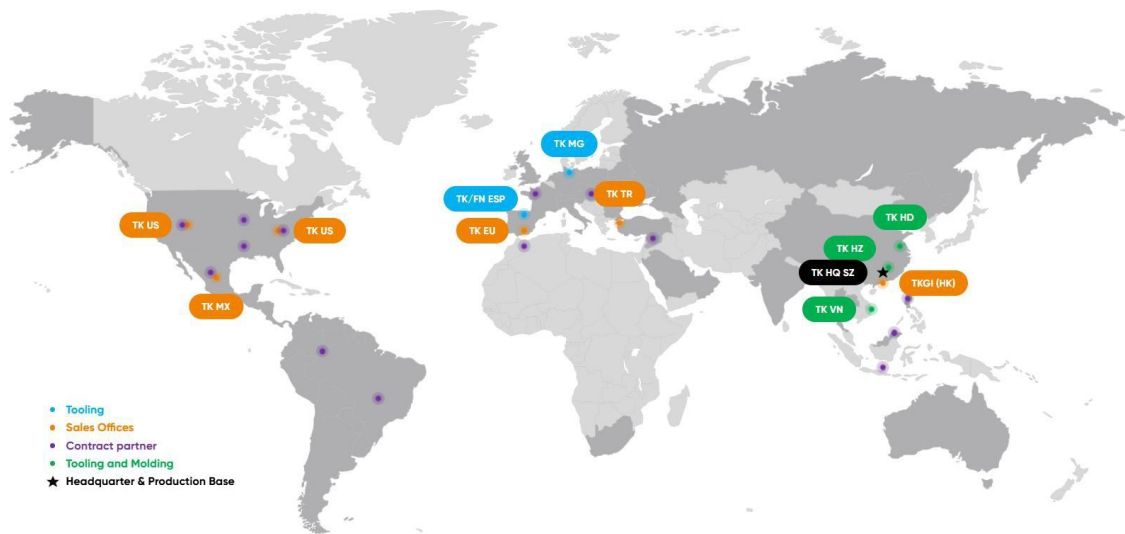 TK MG
TK/FN ESP
TK TR
TK US
TK US
TK EU
TK HD
TK HZ
TK HQ SZ
TKGI (HK)
TK MX
TK VN
Tooling
Sales Offices
Contract partner
Tooling and Molding
Headquarter & Production Base